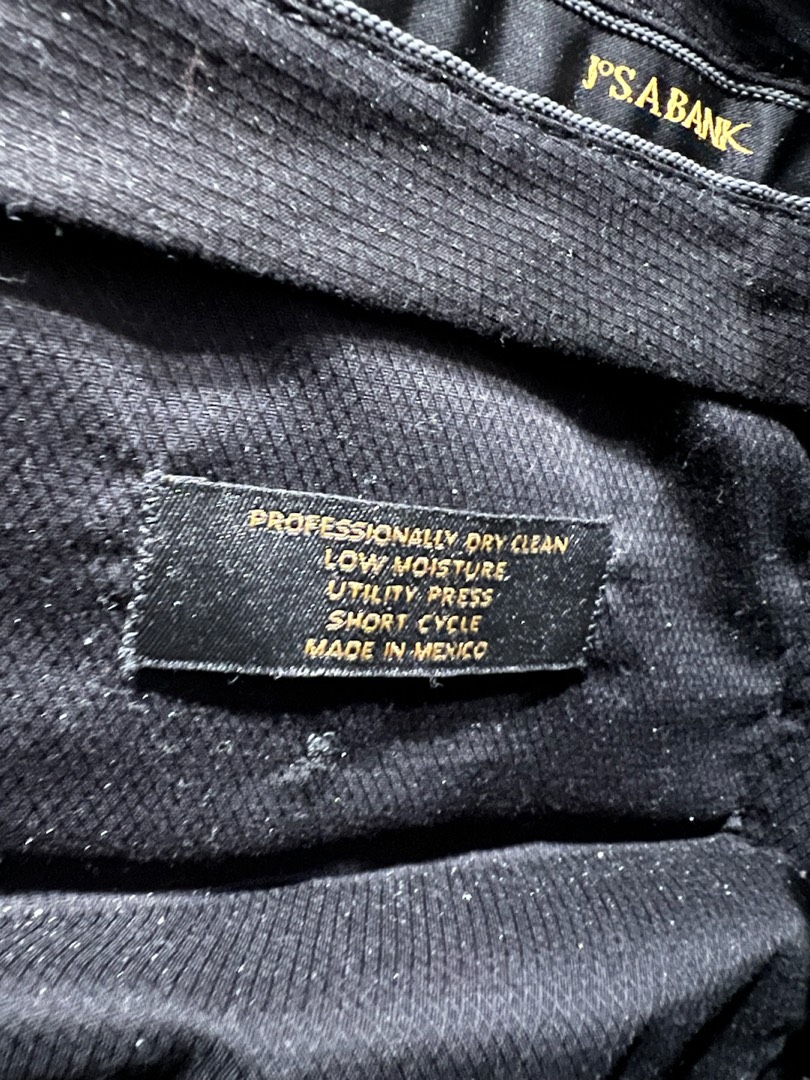 JoS.A.BANK
PROFESSIONALLY DRY CLEAN
LOW MOISTURE
UTILITY PRESS
SHORT CYCLE
MADE IN MEXICO